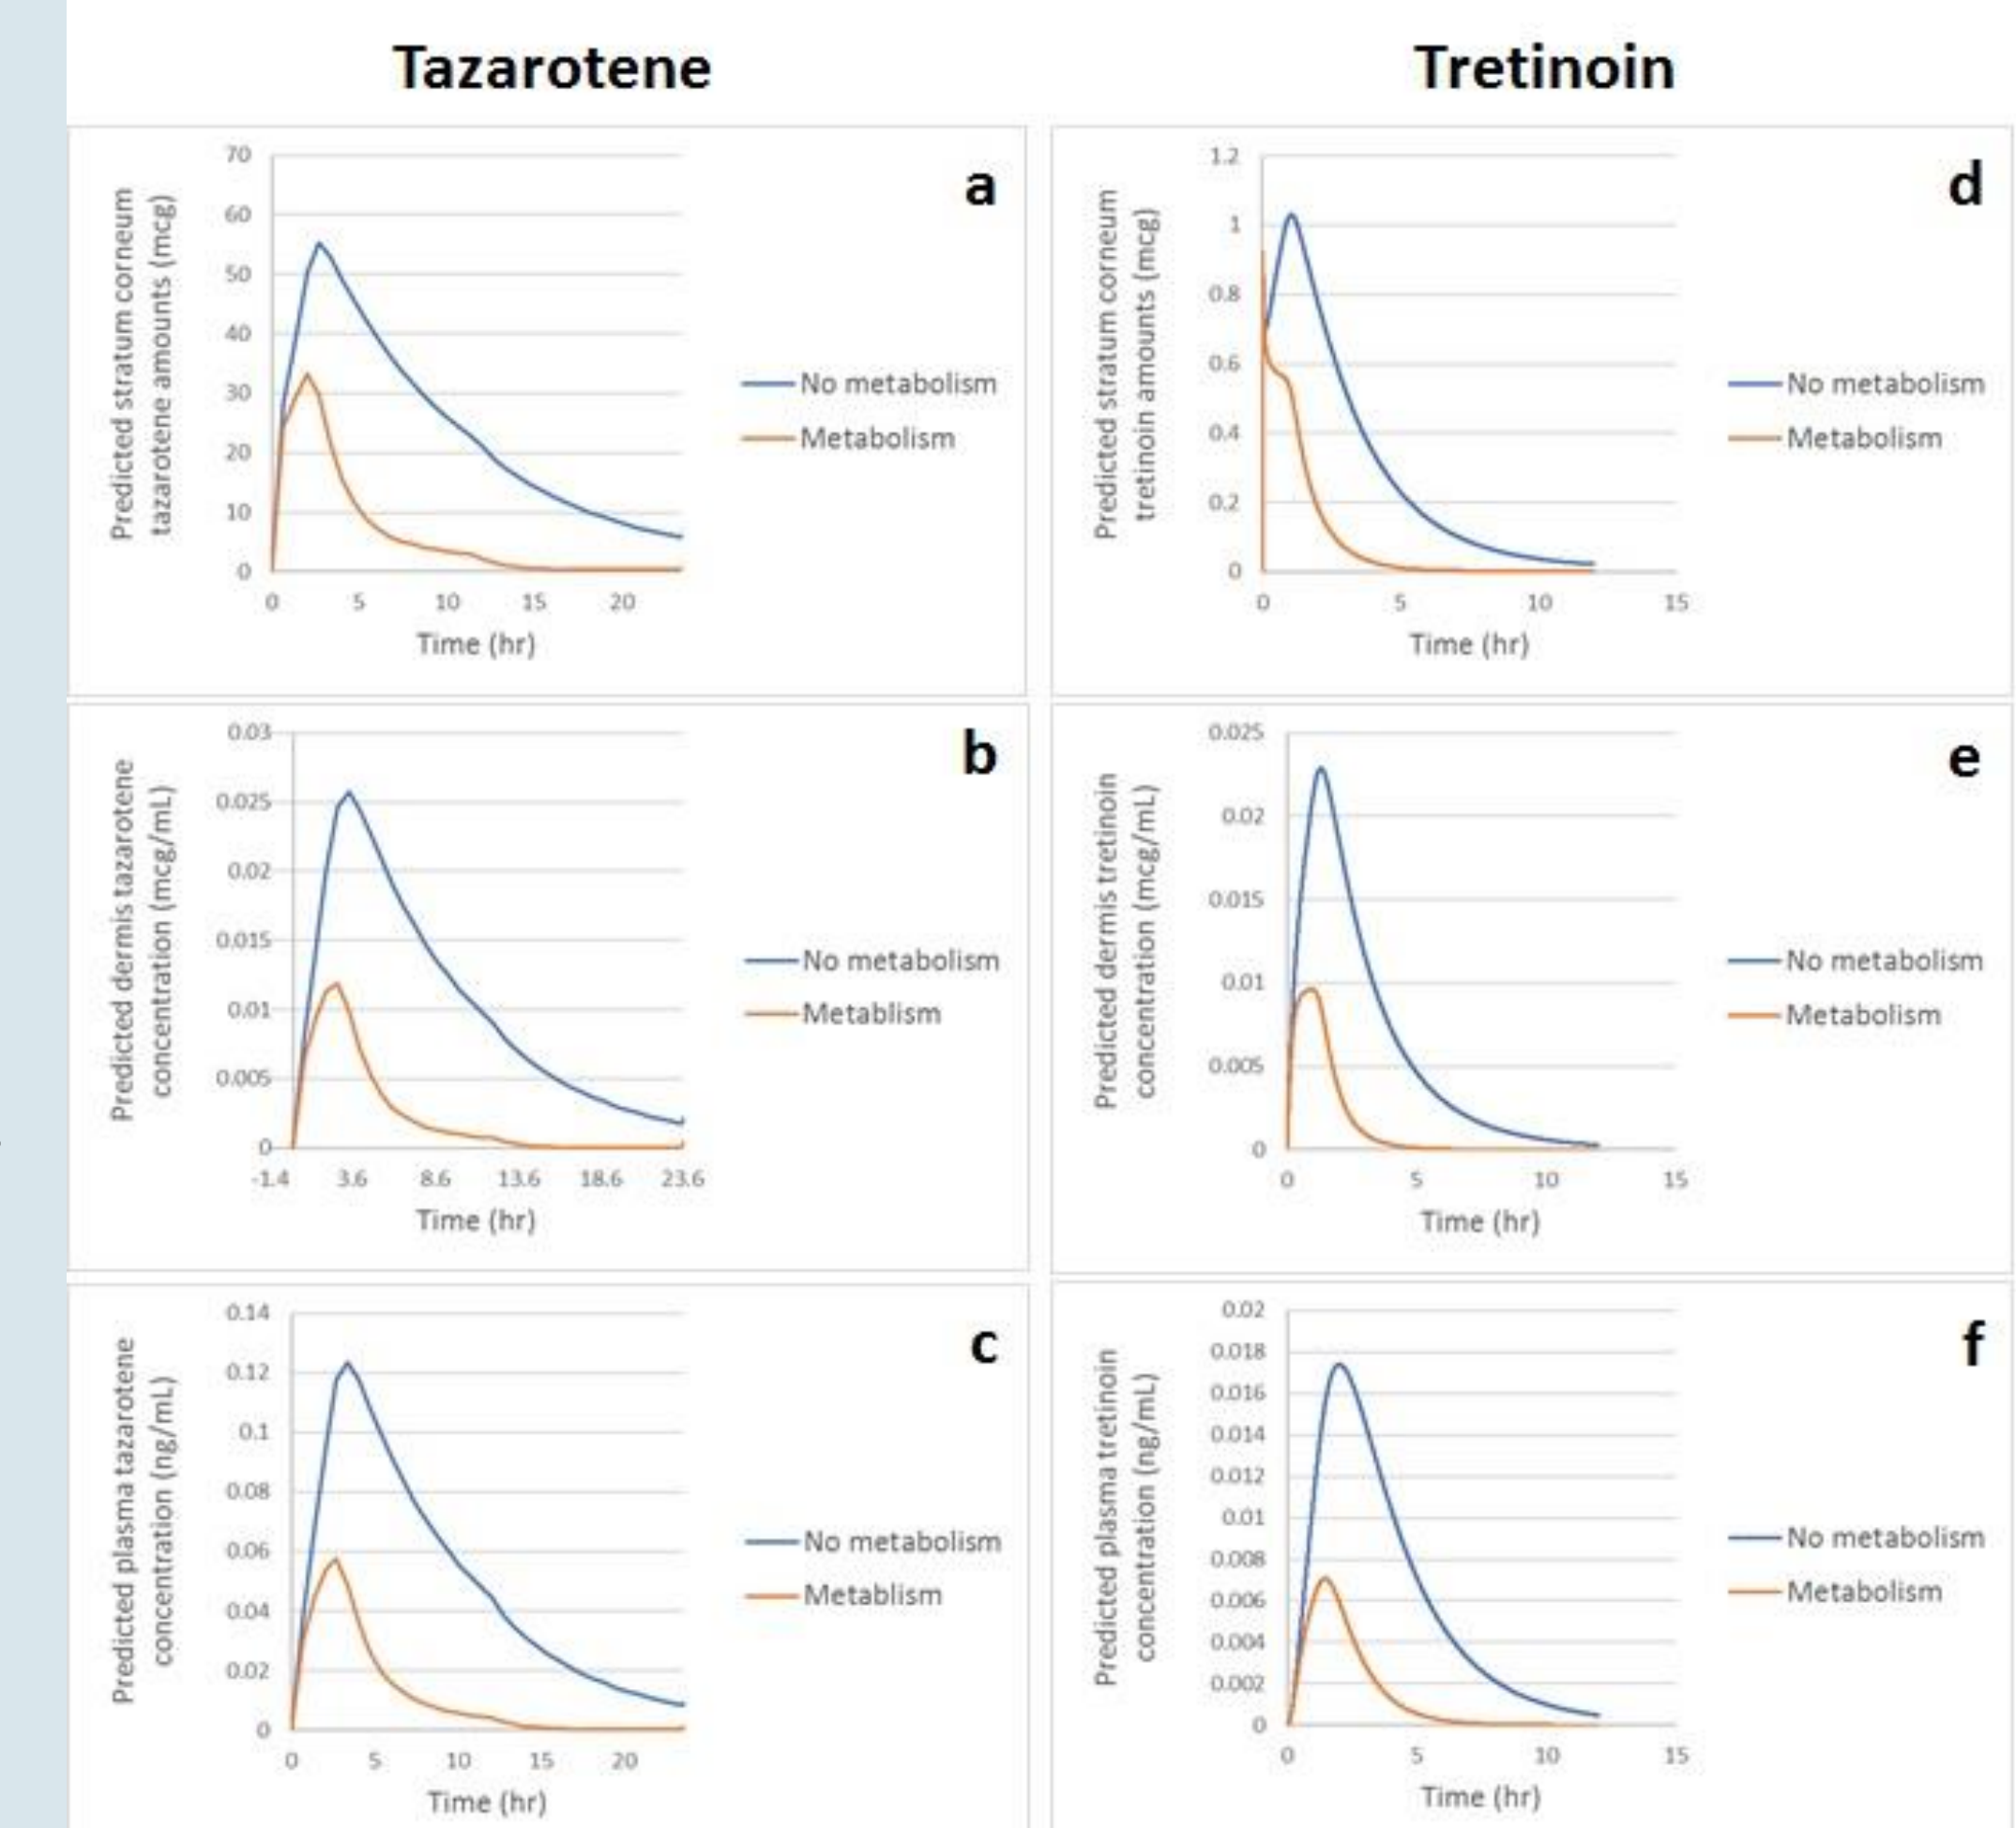 Tazarotene
Tretinoin
a
Predicted stratum corneum
tazarotene amounts (mcg)
70
60
50
40
30
20
10
0
0 5 10 15 20
Time (hr)
No metabolism
Metabolism
d
Predicted stratum corneum
tretinoin amounts (mcg)
1.2
1
0.8
0.6
0.4
0.2
0
0 5 10 15
Time (hr)
No metabolism
Metabolism
b
Predicted dermis tazarotene
concentration (mcg/mL)
0.03
0.025
0.02
0.015
0.01
0.005
0
-1.4 3.6 8.6 13.6 18.6 23.6
Time (hr)
No metabolism
Metablism
e
Predicted dermis tretinoin
concentration (mcg/mL)
0.025
0.02
0.015
0.01
0.005
0
0 5 10 15
Time (hr)
No metabolism
Metabolism
c
Predicted plasma tazarotene
concentration (ng/mL)
0.14
0.12
0.1
0.08
0.06
0.04
0.02
0
0 5 10 15 20
Time (hr)
No metabolism
Metablism
f
Predicted plasma tretinoin
concentration (ng/mL)
0.02
0.018
0.016
0.014
0.012
0.01
0.008
0.006
0.004
0.002
0
0 5 10 15
Time (hr)
No metabolism
Metabolism